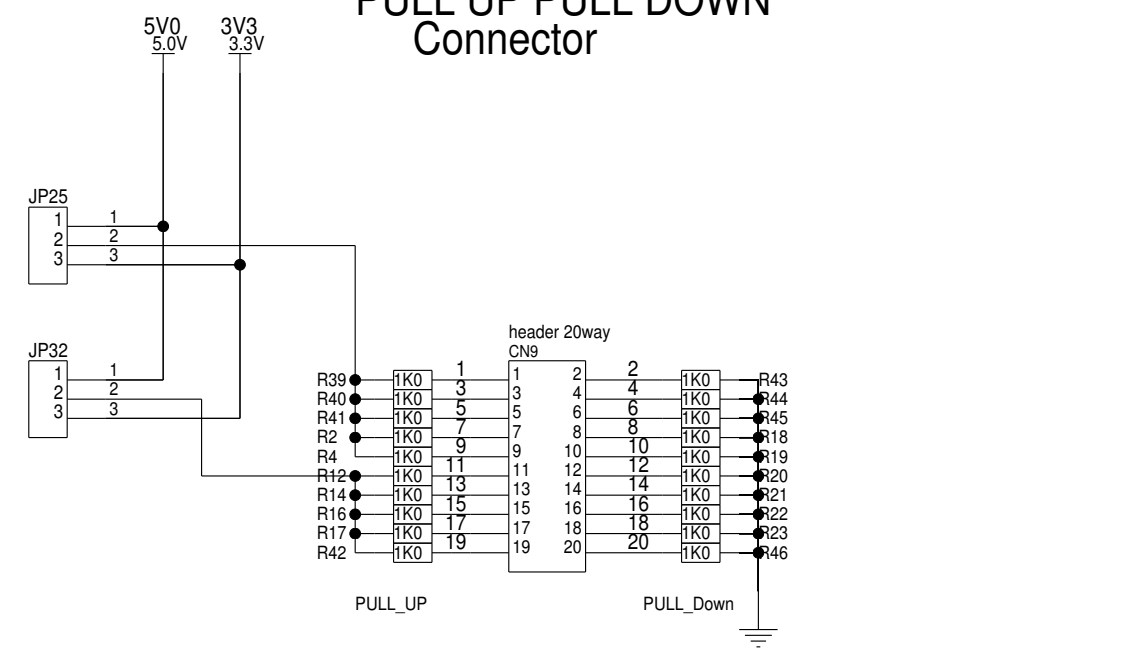 PULL UP PULL DOWN
Connector
5V0 3V3
5.0V 3.3V
JP25
1 1
2 2
3 3
JP32
1 1
2 2
3 3
header 20way
CN9
R39 1K0 1 1 2 2 1K0 R43
R40 1K0 3 3 4 4 1K0 R44
R41 1K0 5 5 6 6 1K0 R45
R2 1K0 7 7 8 8 1K0 R18
R4 1K0 9 9 10 10 1K0 R19
R12 1K0 11 11 12 12 1K0 R20
R14 1K0 13 13 14 14 1K0 R21
R16 1K0 15 15 16 16 1K0 R22
R17 1K0 17 17 18 18 1K0 R23
R42 1K0 19 19 20 20 1K0 R46
PULL_UP PULL_Down